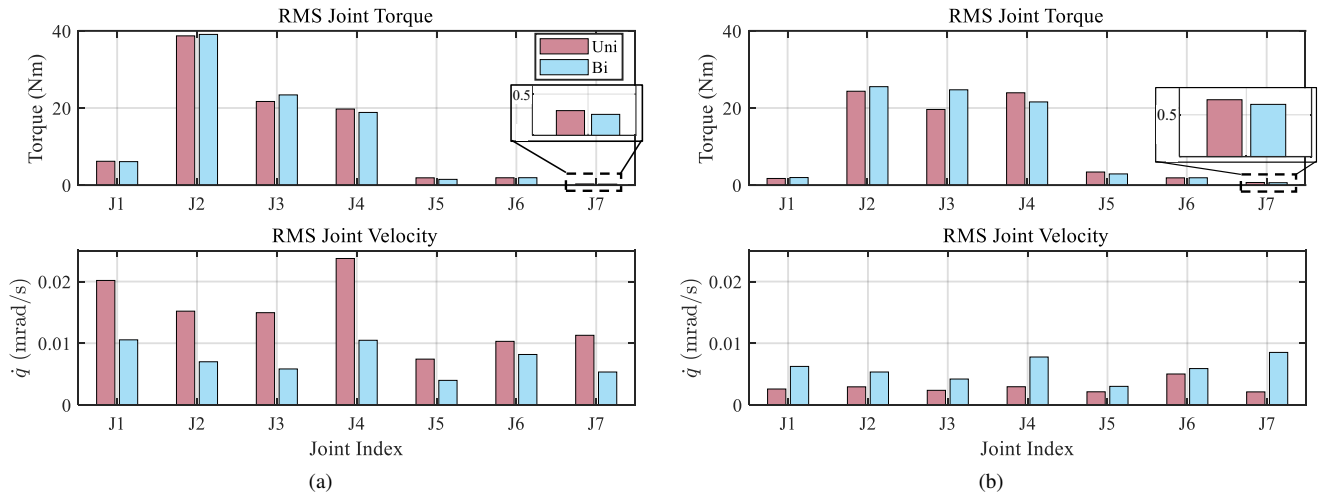 RMS Joint Torque
Torque (Nm)
40
20
0
Uni
Bi
0.5
J1 J2 J3 J4 J5 J6 J7
RMS Joint Velocity
q̇ (mrad/s)
0.02
0.01
0
J1 J2 J3 J4 J5 J6 J7
Joint Index
(a)
RMS Joint Torque
Torque (Nm)
40
20
0
0.5
J1 J2 J3 J4 J5 J6 J7
RMS Joint Velocity
q̇ (mrad/s)
0.02
0.01
0
J1 J2 J3 J4 J5 J6 J7
Joint Index
(b)